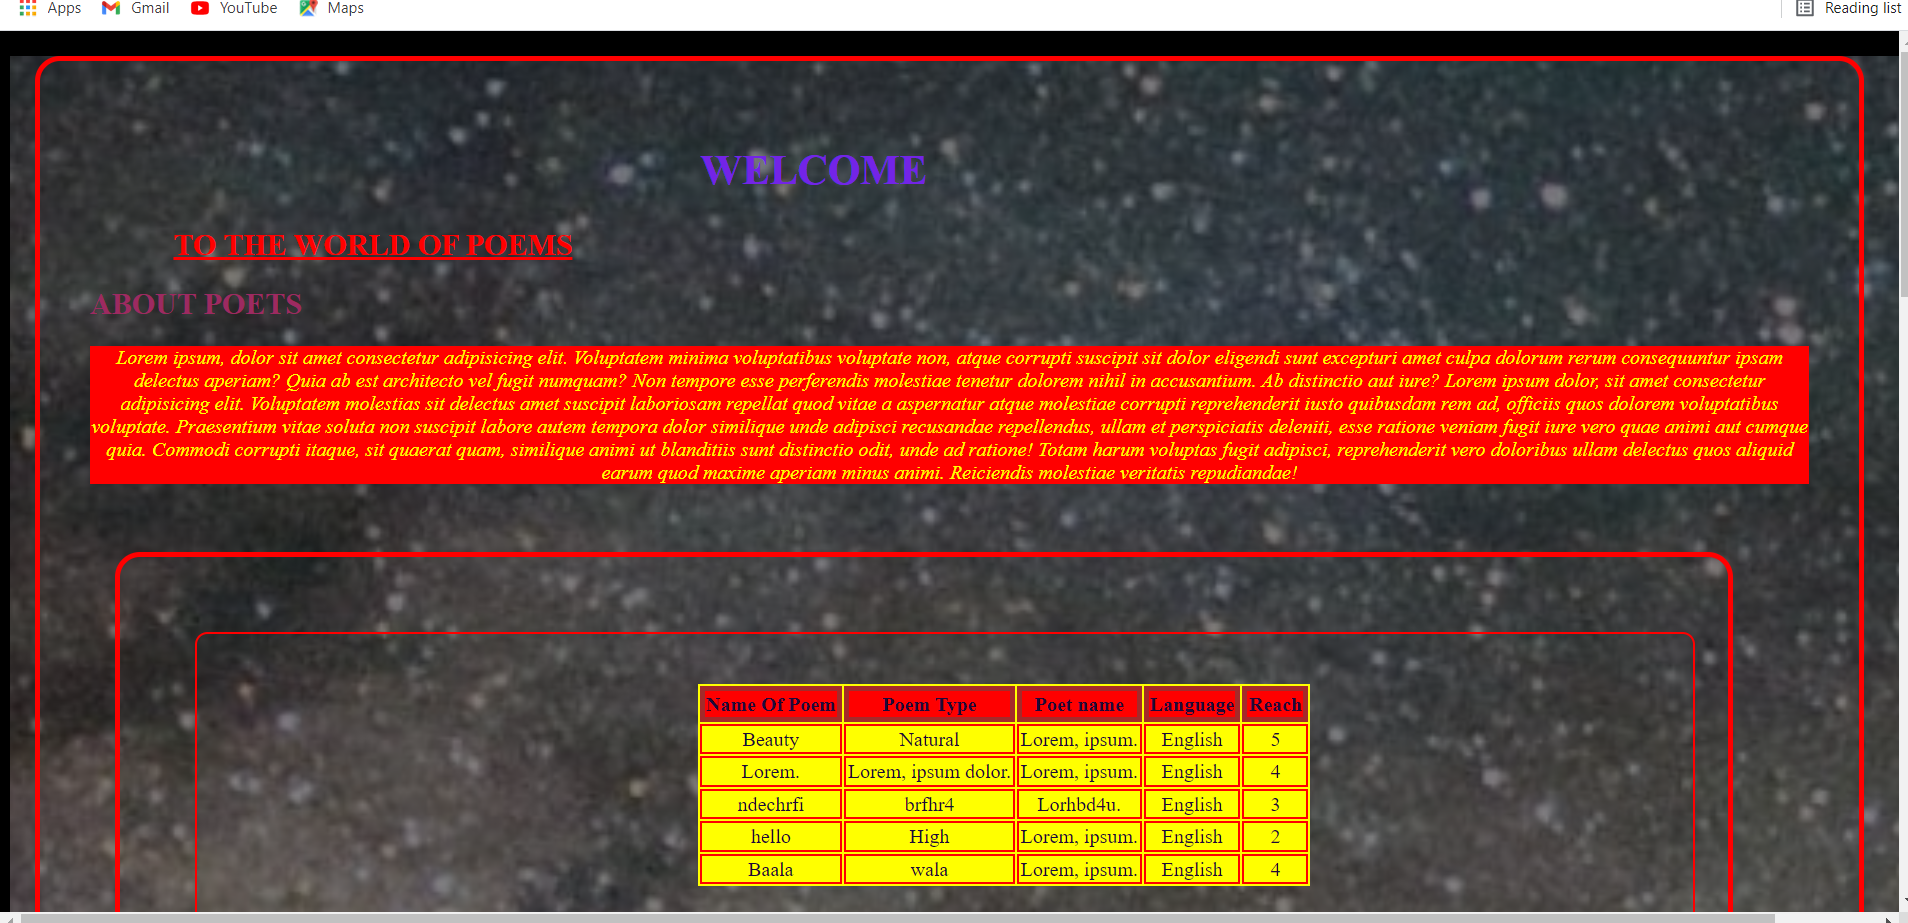 Apps Gmail YouTube Maps Reading list
WELCOME
TO THE WORLD OF POEMS
ABOUT POETS
Lorem ipsum, dolor sit amet consectetur adipisicing elit. Voluptatem minima voluptatibus voluptate non, atque corrupti suscipit sit dolor eligendi sunt excepturi amet culpa dolorum rerum consequuntur ipsam
delectus aperiam? Quia ab est architecto vel fugit numquam? Non tempore esse perferendis molestiae tenetur dolorem nihil in accusantium. Ab distinctio aut iure? Lorem ipsum dolor, sit amet consectetur
adipisicing elit. Voluptatem molestias sit delectus amet suscipit laboriosam repellat quod vitae a aspernatur atque molestiae corrupti reprehenderit iusto quibusdam rem ad, officiis quos dolorem voluptatibus
voluptate. Praesentium vitae soluta non suscipit labore autem tempora dolor similique unde adipisci recusandae repellendus, ullam et perspiciatis deleniti, esse ratione veniam fugit iure vero quae animi aut cumque
quia. Commodi corrupti itaque, sit quaerat quam, similique animi ut blanditiis sunt distinctio odit, unde ad ratione! Totam harum voluptas fugit adipisci, reprehenderit vero doloribus ullam delectus quos aliquid
earum quod maxime aperiam minus animi. Reiciendis molestiae veritatis repudiandae!
Name Of Poem Poem Type Poet name Language Reach
Beauty Natural Lorem, ipsum. English 5
Lorem. Lorem, ipsum dolor. Lorem, ipsum. English 4
ndechrfi brfhr4 Lorhbd4u. English 3
hello High Lorem, ipsum. English 2
Baala wala Lorem, ipsum. English 4